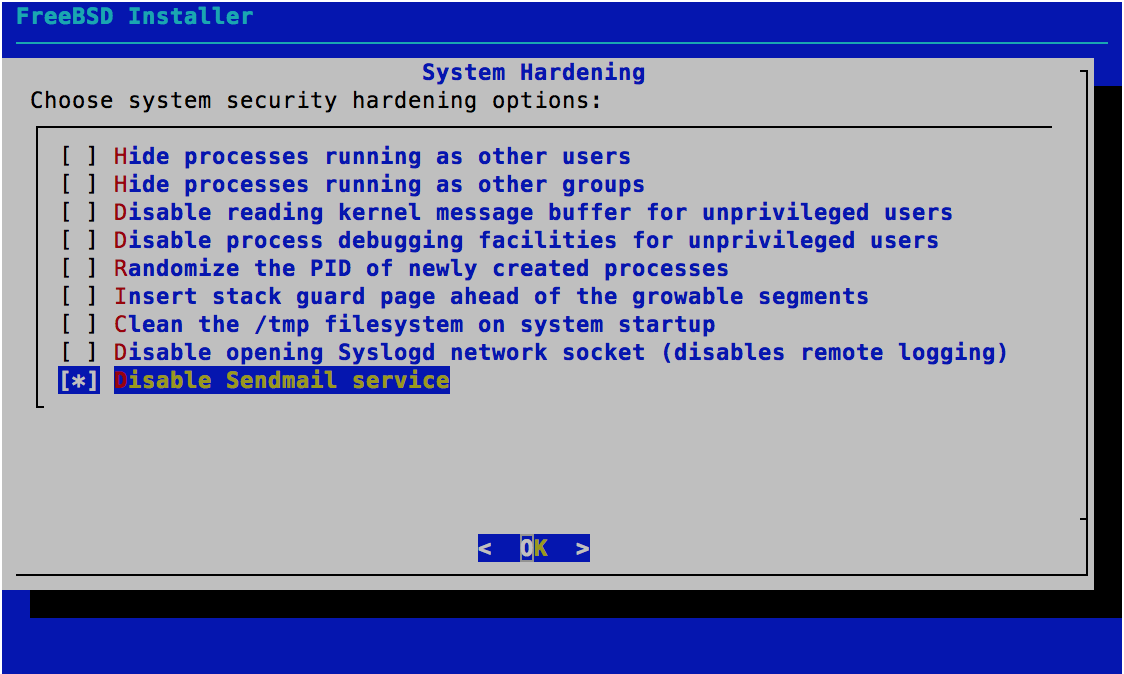 FreeBSD Installer
System Hardening
Choose system security hardening options:
[ ] Hide processes running as other users
[ ] Hide processes running as other groups
[ ] Disable reading kernel message buffer for unprivileged users
[ ] Disable process debugging facilities for unprivileged users
[ ] Randomize the PID of newly created processes
[ ] Insert stack guard page ahead of the growable segments
[ ] Clean the /tmp filesystem on system startup
[ ] Disable opening Syslogd network socket (disables remote logging)
[*] Disable Sendmail service
< OK >